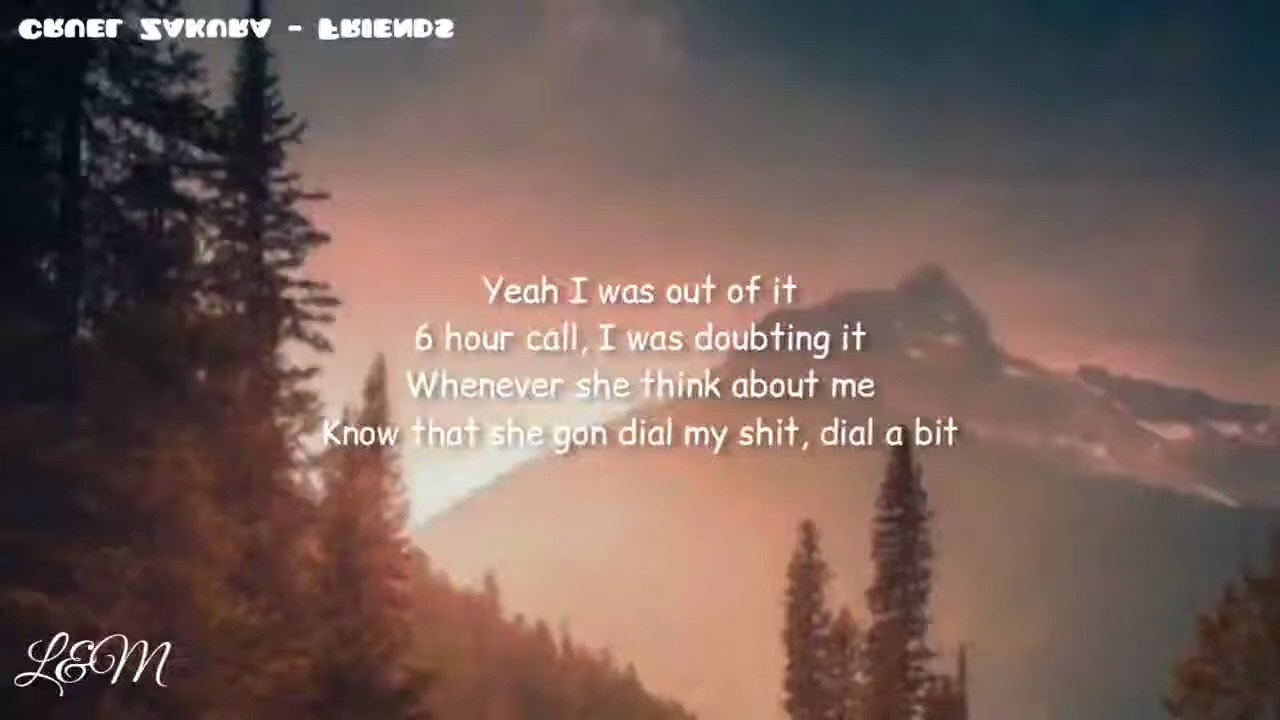 Cruel Zakura - Friends
Yeah I was out of it
6 hour call, I was doubting it
Whenever she think about me
Know that she gon dial my shit, dial a bit
L&M